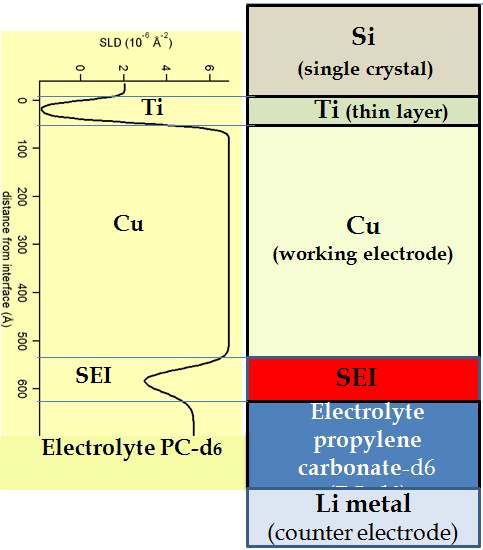 SLD (10⁻⁶ Å⁻²)
0 2 4 6
0
100
200
300
400
500
600
distance from interface (Å)
Ti
Cu
SEI
Electrolyte PC-d6
Si
(single crystal)
Ti (thin layer)
Cu
(working electrode)
SEI
Electrolyte
propylene
carbonate-d6
Li metal
(counter electrode)